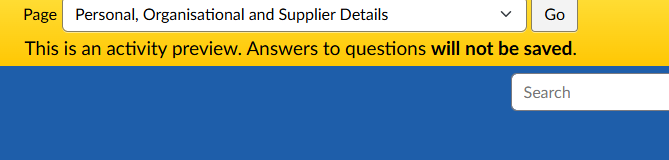 Page Personal, Organisational and Supplier Details Go
This is an activity preview. Answers to questions will not be saved.
Search